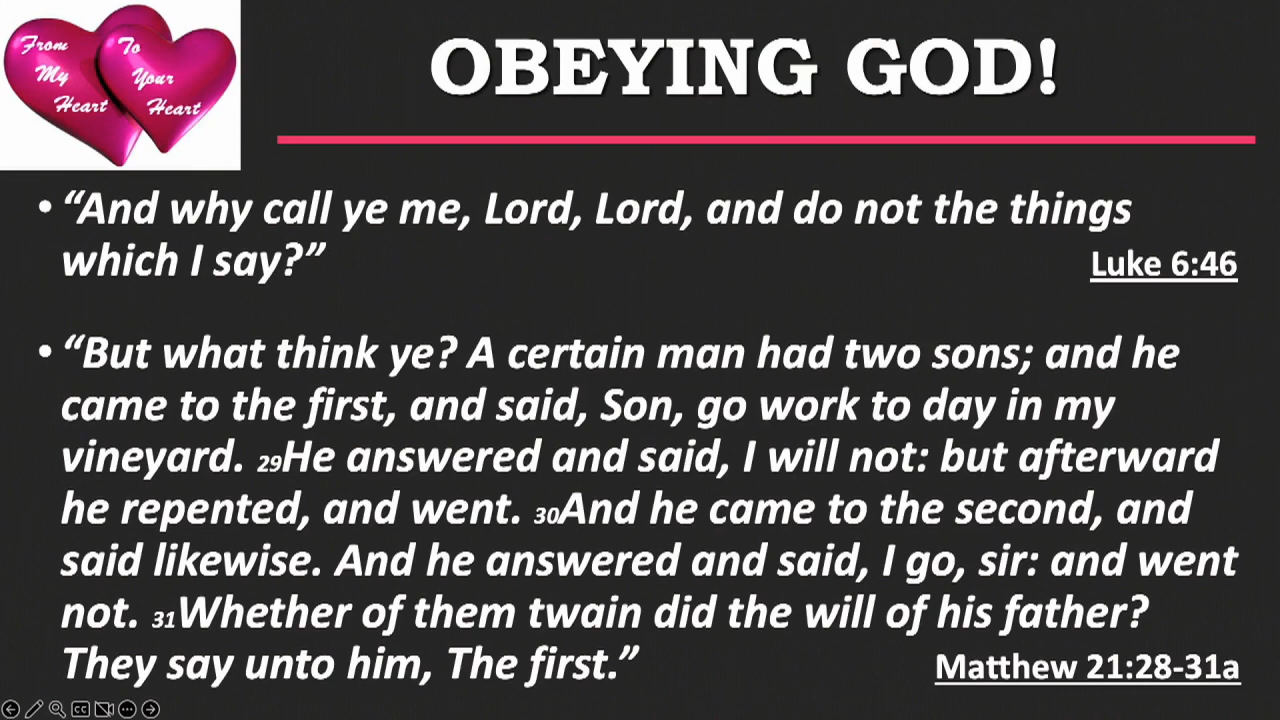 From
My
Heart
To
Your
Heart
OBEYING GOD!
• “And why call ye me, Lord, Lord, and do not the things
which I say?” Luke 6:46
• “But what think ye? A certain man had two sons; and he
came to the first, and said, Son, go work to day in my
vineyard. 29He answered and said, I will not: but afterward
he repented, and went. 30And he came to the second, and
said likewise. And he answered and said, I go, sir: and went
not. 31Whether of them twain did the will of his father?
They say unto him, The first.” Matthew 21:28-31a
CC